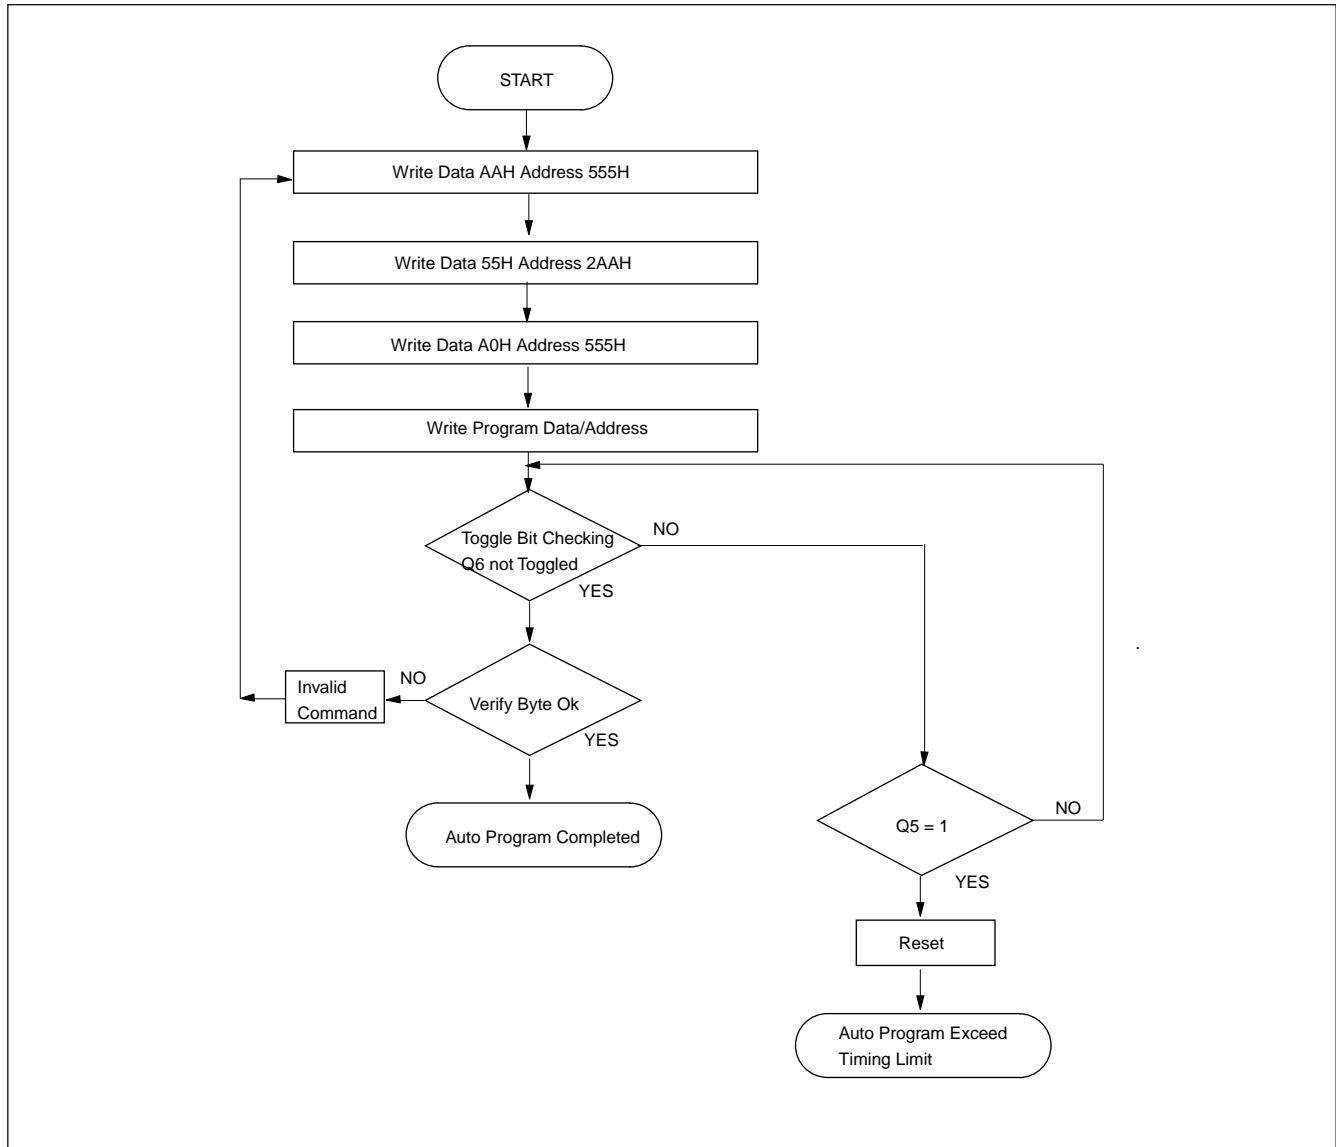 START
Write Data AAH Address 555H
Write Data 55H Address 2AAH
Write Data A0H Address 555H
Write Program Data/Address
Toggle Bit Checking
Q6 not Toggled
NO
YES
Invalid
Command
NO
Verify Byte Ok
YES
Auto Program Completed
Q5 = 1
NO
YES
Reset
Auto Program Exceed
Timing Limit
.